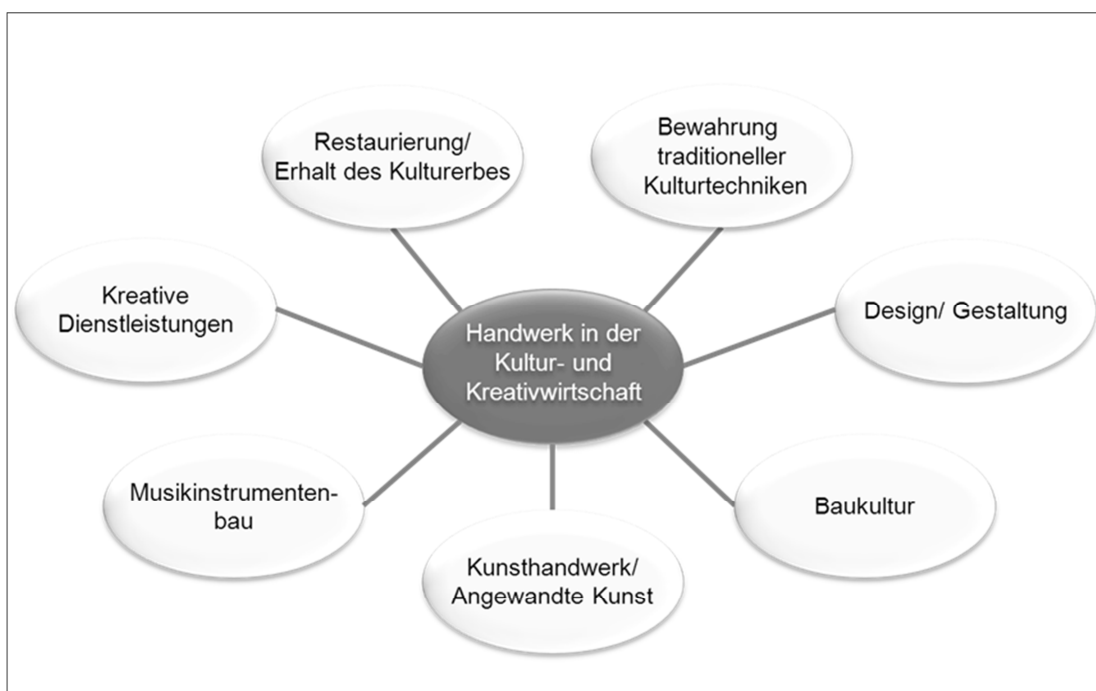 Restaurierung/
Erhalt des Kulturerbes
Bewahrung
traditioneller
Kulturtechniken
Kreative
Dienstleistungen
Handwerk in der
Kultur- und
Kreativwirtschaft
Design/ Gestaltung
Musikinstrumenten-
bau
Kunsthandwerk/
Angewandte Kunst
Baukultur